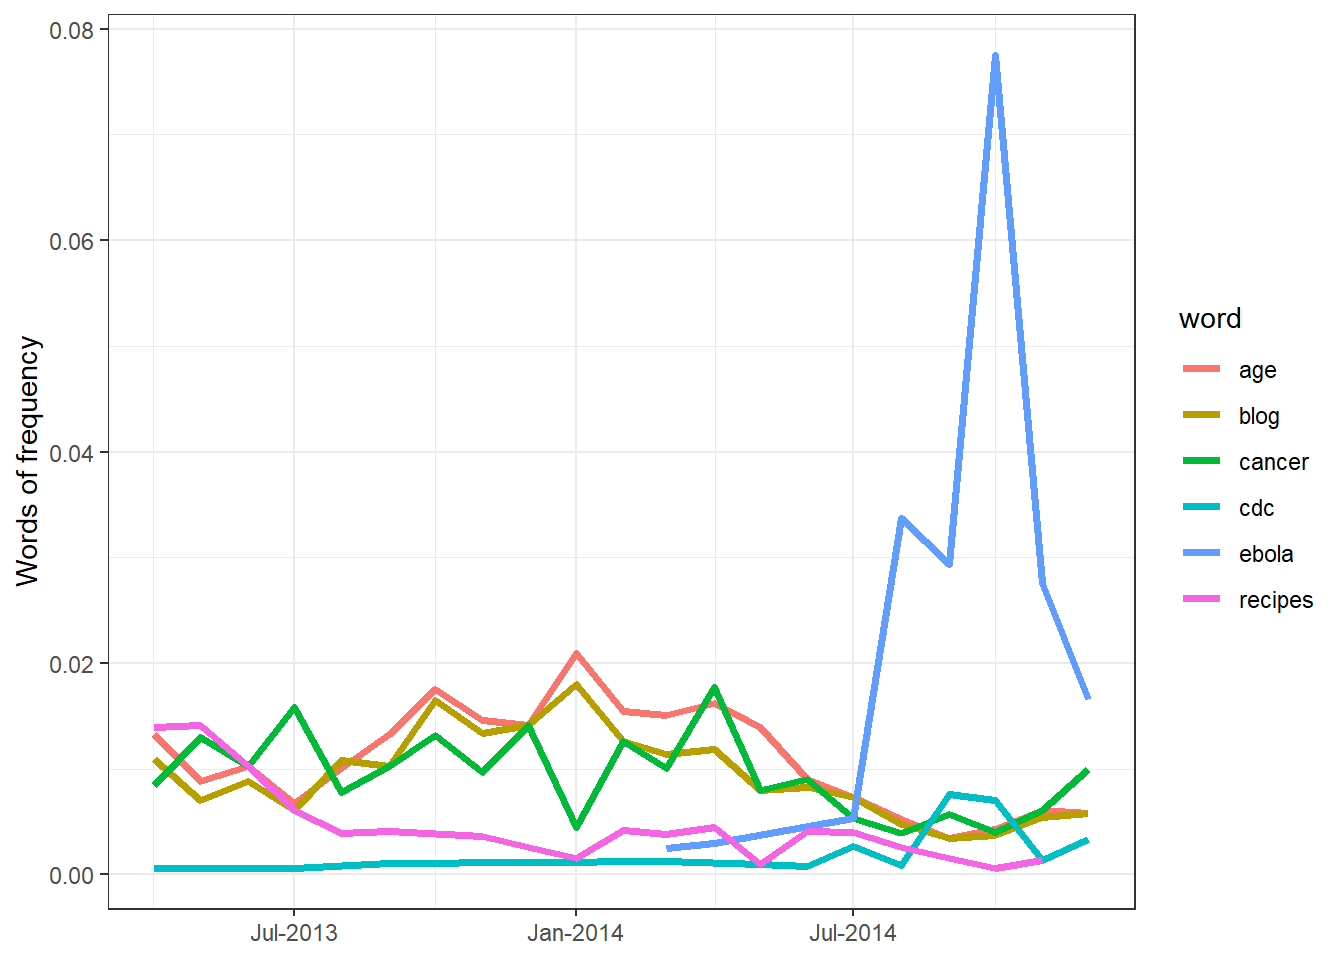 0.08
0.06
0.04
0.02
0.00
Words of frequency
Jul-2013
Jan-2014
Jul-2014
word
age
blog
cancer
cdc
ebola
recipes